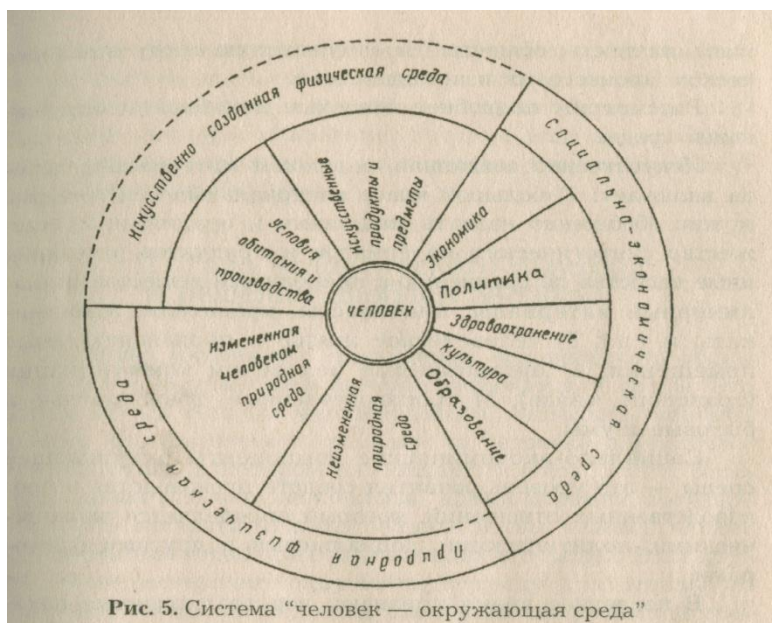 искусственно созданная физическая среда
Социально-экономическая среда
Природная физическая среда
условия
обитания и
производства
искусственные
продукты и
предметы
Экономика
Политика
Здравоохранение
Культура
Образование
Неизмененная
природная
среда
измененная
человеком
природная
среда
ЧЕЛОВЕК
Рис. 5. Система “человек — окружающая среда”